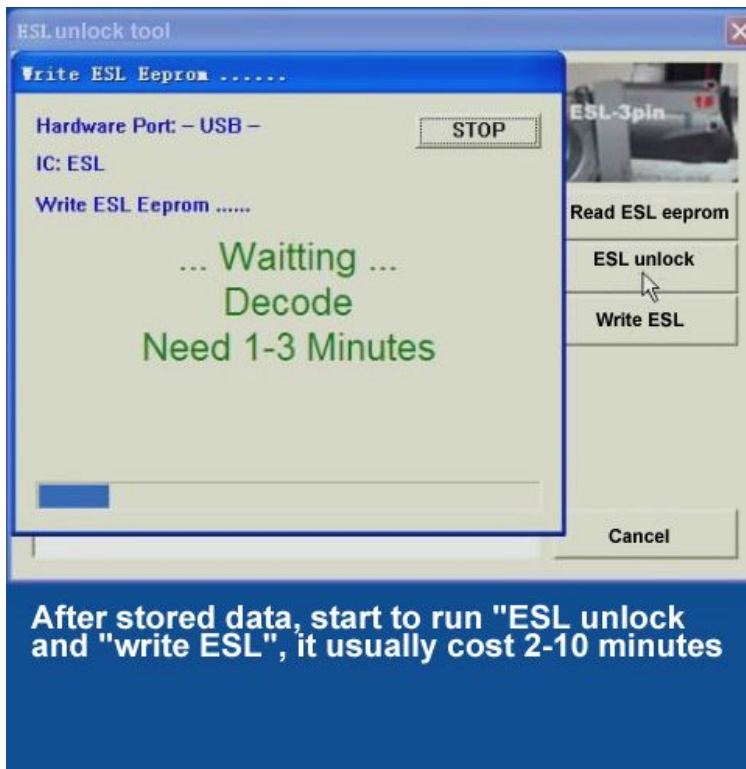 ESL unlock tool
Write ESL Eeprom ......
Hardware Port: – USB –
STOP
IC: ESL
Write ESL Eeprom ......
... Waitting ...
Decode
Need 1-3 Minutes
ESL-3pin
1#
Read ESL eeprom
ESL unlock
Write ESL
Cancel
After stored data, start to run "ESL unlock
and "write ESL", it usually cost 2-10 minutes